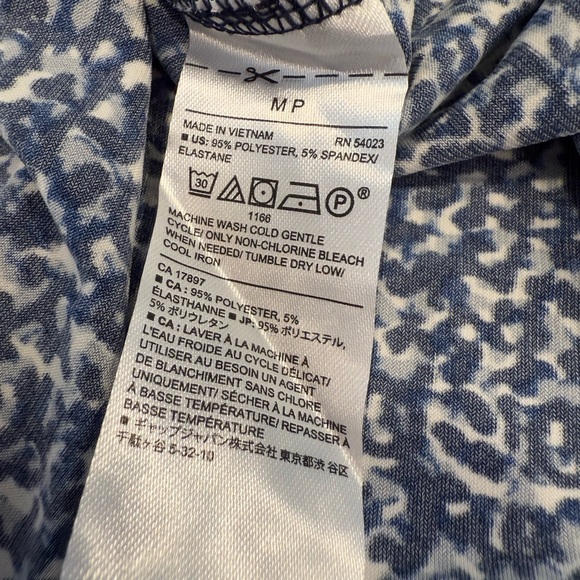 MP
MADE IN VIETNAM RN 54023
■ US: 95% POLYESTER, 5% SPANDEX/
ELASTANE
30 P ®
1166
MACHINE WASH COLD GENTLE
CYCLE/ ONLY NON-CHLORINE BLEACH
WHEN NEEDED/ TUMBLE DRY LOW/
COOL IRON
CA 17897
■ CA : 95% POLYESTER, 5%
ÉLASTHANNE ■ JP: 95% ポリエステル,
5% ポリウレタン
■ CA : LAVER À LA MACHINE À
L'EAU FROIDE AU CYCLE DÉLICAT/
UTILISER AU BESOIN UN AGENT
DE BLANCHIMENT SANS CHLORE
UNIQUEMENT/ SÉCHER À LA MACHINE
À BASSE TEMPÉRATURE/ REPASSER À
BASSE TEMPÉRATURE
■ ギャップジャパン株式会社 東京都渋谷区
千駄ヶ谷 5-32-10